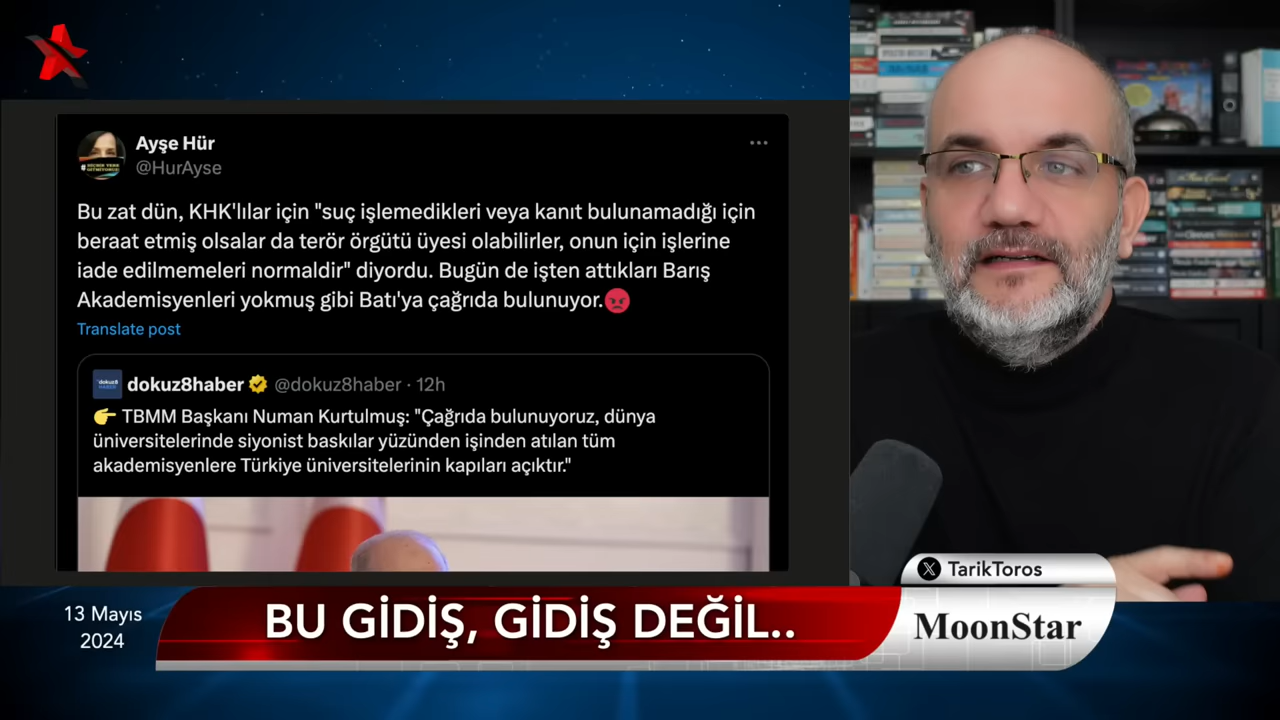 Ayşe Hür
@HurAyse
Bu zat dün, KHK'lılar için "suç işlemedikleri veya kanıt bulunamadığı için
beraat etmiş olsalar da terör örgütü üyesi olabilirler, onun için işlerine
iade edilmemeleri normaldir" diyordu. Bugün de işten attıkları Barış
Akademisyenleri yokmuş gibi Batı'ya çağrıda bulunuyor.😡
Translate post
dokuz8haber @dokuz8haber · 12h
👉 TBMM Başkanı Numan Kurtulmuş: "Çağrıda bulunuyoruz, dünya
üniversitelerinde siyonist baskılar yüzünden işinden atılan tüm
akademisyenlere Türkiye üniversitelerinin kapıları açıktır."
TarikToros
13 Mayıs
2024
BU GİDİŞ, GİDİŞ DEĞİL..
MoonStar